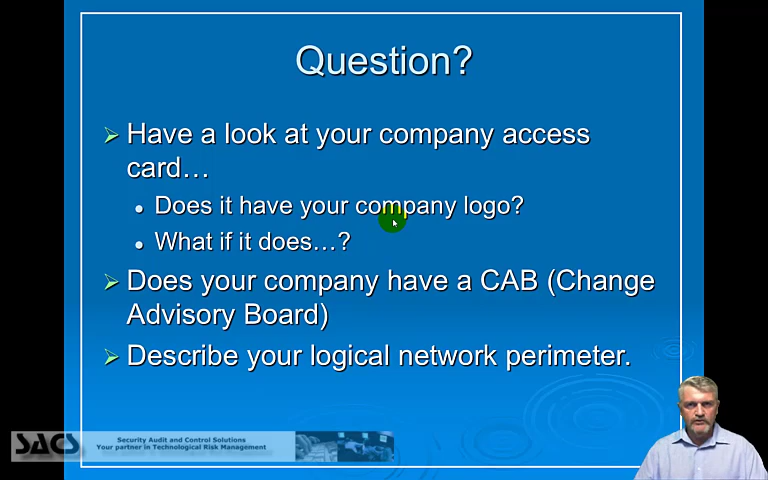 Question?
Have a look at your company access
card…
Does it have your company logo?
What if it does…?
Does your company have a CAB (Change
Advisory Board)
Describe your logical network perimeter.
SACS
Security Audit and Control Solutions
Your partner in Technological Risk Management